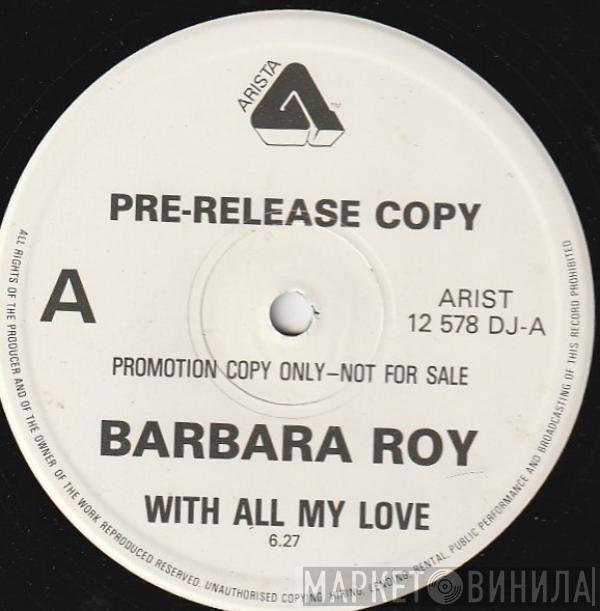 ARISTA
TM
PRE-RELEASE COPY
A
ARIST
12 578 DJ-A
PROMOTION COPY ONLY–NOT FOR SALE
BARBARA ROY
WITH ALL MY LOVE
6.27
ALL RIGHTS OF THE PRODUCER AND OF THE OWNER OF THE WORK REPRODUCED RESERVED. UNAUTHORISED COPYING, HIRING, LENDING, RENTAL, PUBLIC PERFORMANCE AND BROADCASTING OF THIS RECORD PROHIBITED
МАРКЕТ ВИНИЛА